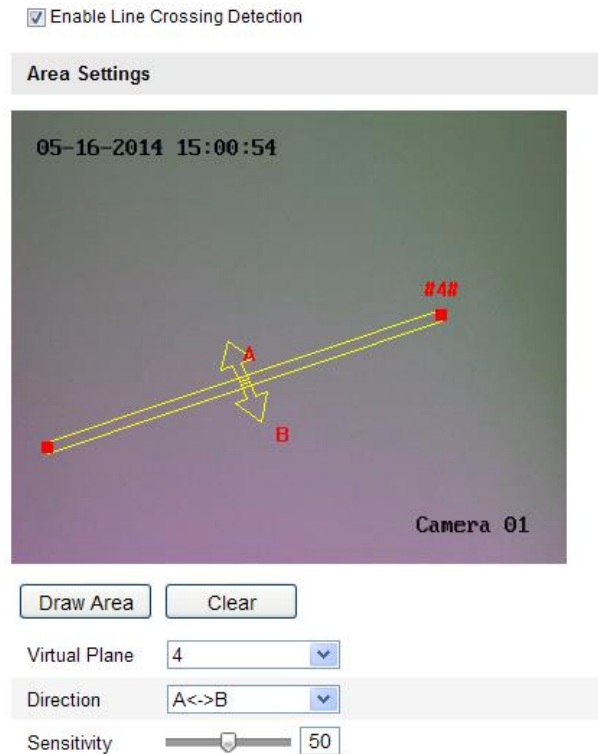 Enable Line Crossing Detection
Area Settings
05-16-2014 15:00:54
#4#
A
B
Camera 01
Draw Area Clear
Virtual Plane 4
Direction A<->B
Sensitivity 50